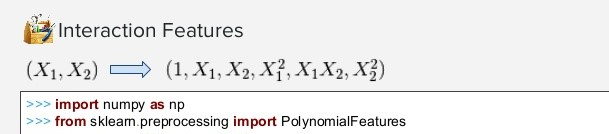 Interaction Features
(X₁, X₂) ⟹ (1, X₁, X₂, X₁², X₁X₂, X₂²)
>>> import numpy as np
>>> from sklearn.preprocessing import PolynomialFeatures